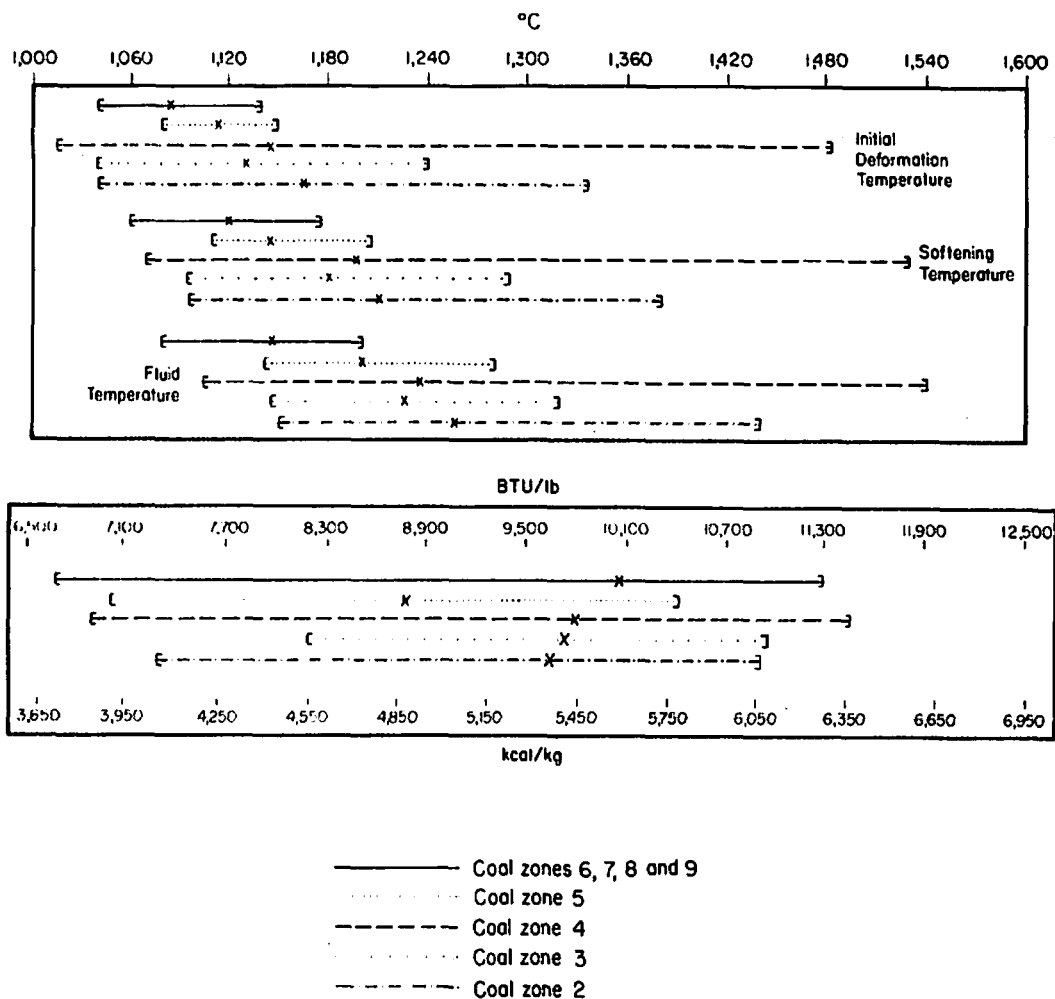 °C
1,000 1,060 1,120 1,180 1,240 1,300 1,360 1,420 1,480 1,540 1,600
Initial
Deformation
Temperature
Softening
Temperature
Fluid
Temperature
BTU/lb
6,500 7,100 7,700 8,300 8,900 9,500 10,100 10,700 11,300 11,900 12,500
3,650 3,950 4,250 4,550 4,850 5,150 5,450 5,750 6,050 6,350 6,650 6,950
kcal/kg
Coal zones 6, 7, 8 and 9
Coal zone 5
Coal zone 4
Coal zone 3
Coal zone 2